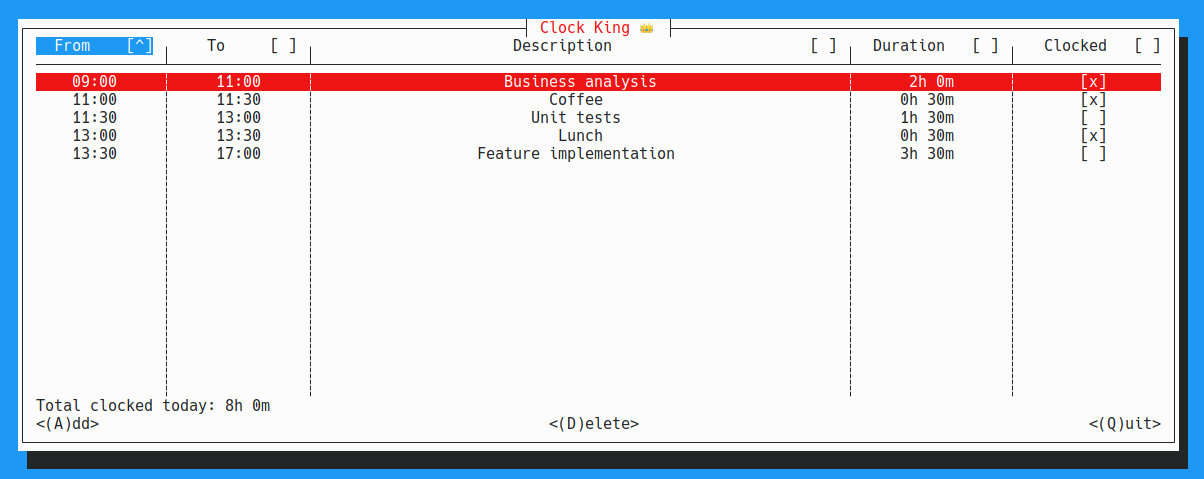 Clock King 👑
From [^] To [ ] Description [ ] Duration [ ] Clocked [ ]
09:00 11:00 Business analysis 2h 0m [x]
11:00 11:30 Coffee 0h 30m [x]
11:30 13:00 Unit tests 1h 30m [ ]
13:00 13:30 Lunch 0h 30m [x]
13:30 17:00 Feature implementation 3h 30m [ ]
Total clocked today: 8h 0m
<(A)dd> <(D)elete> <(Q)uit>